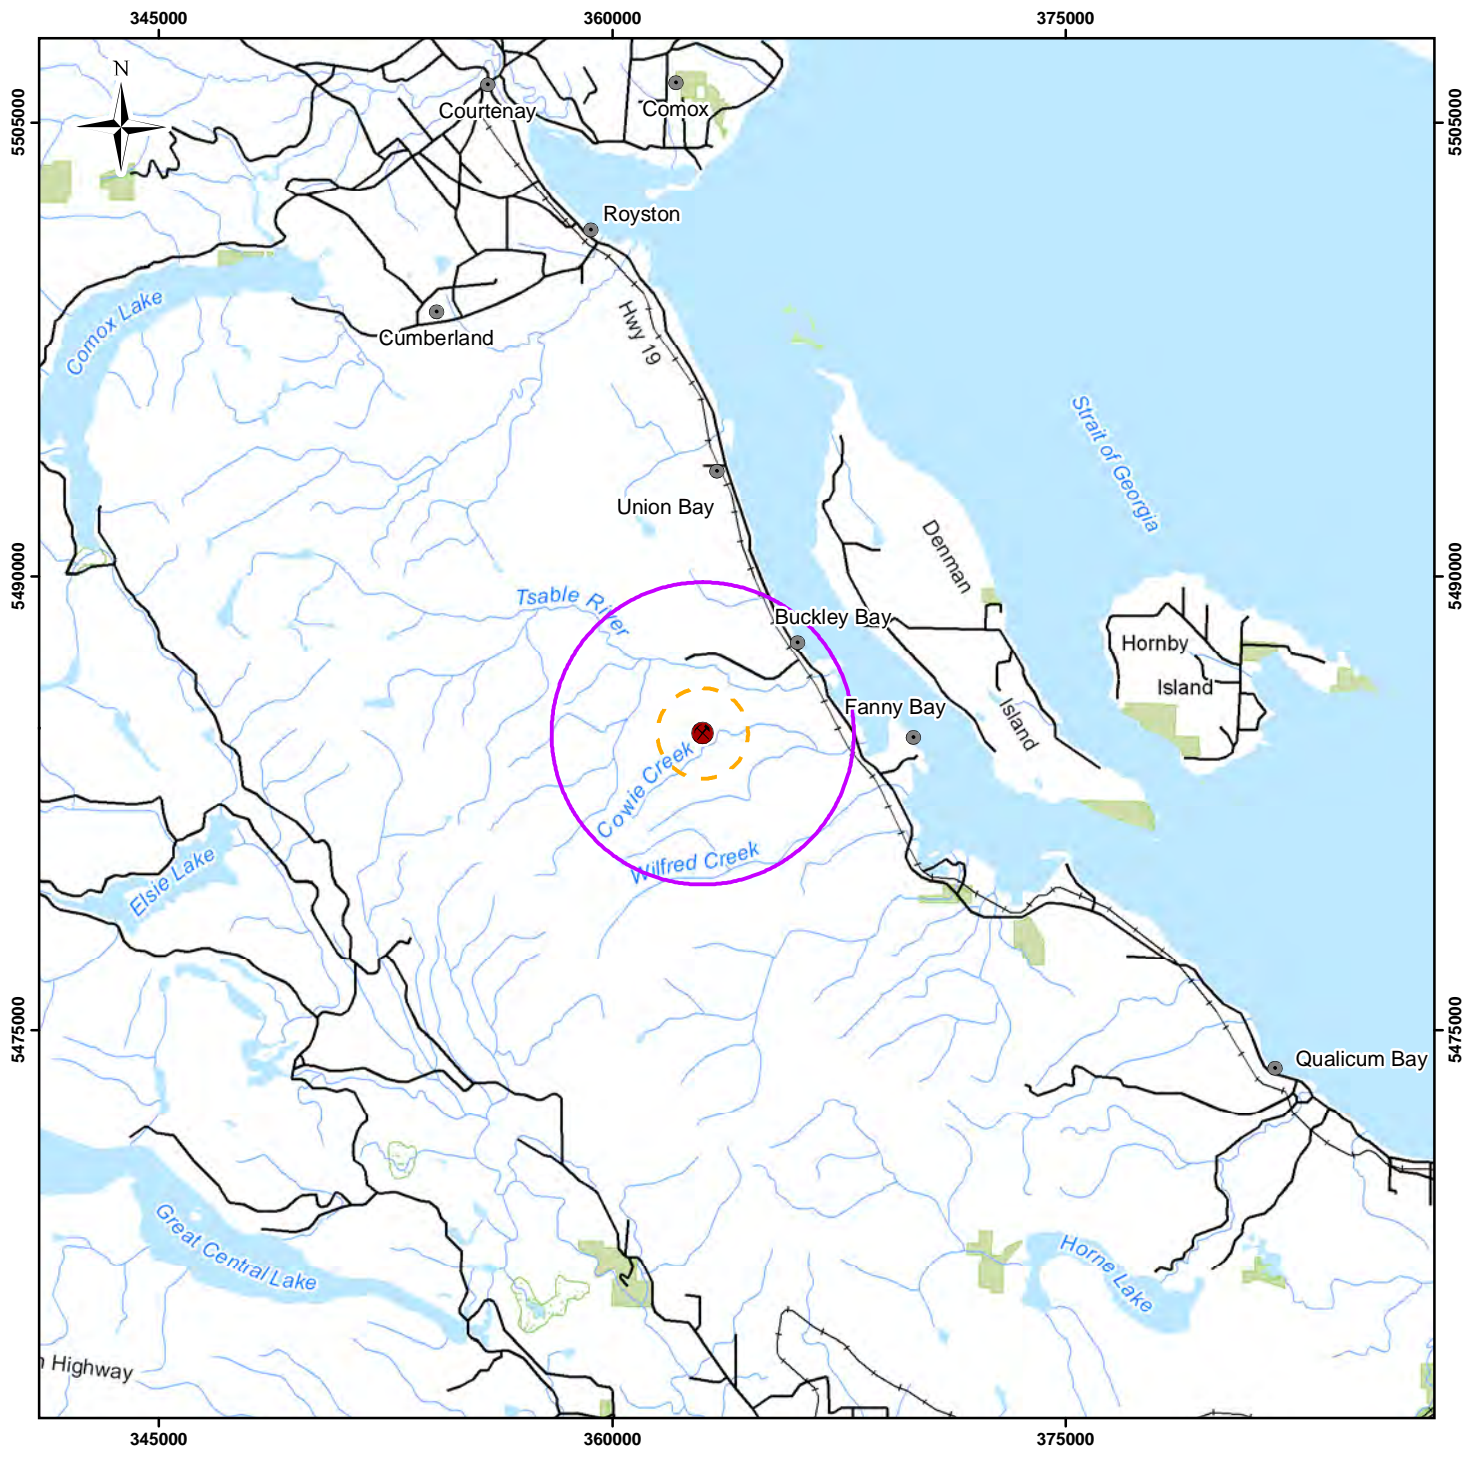 345000
360000
375000
N
5505000
5505000
Courtenay
Comox
Royston
Comox Lake
Hwy 19
Cumberland
Strait of Georgia
Union Bay
Denman
5490000
5490000
Tsable River
Buckley Bay
Hornby
Island
Fanny Bay
Island
Cowie Creek
Wilfred Creek
Elsie Lake
5475000
5475000
Qualicum Bay
Great Central Lake
Horne Lake
Highway
345000
360000
375000